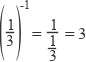 (1/3)^-1 = 1/(1/3) = 3